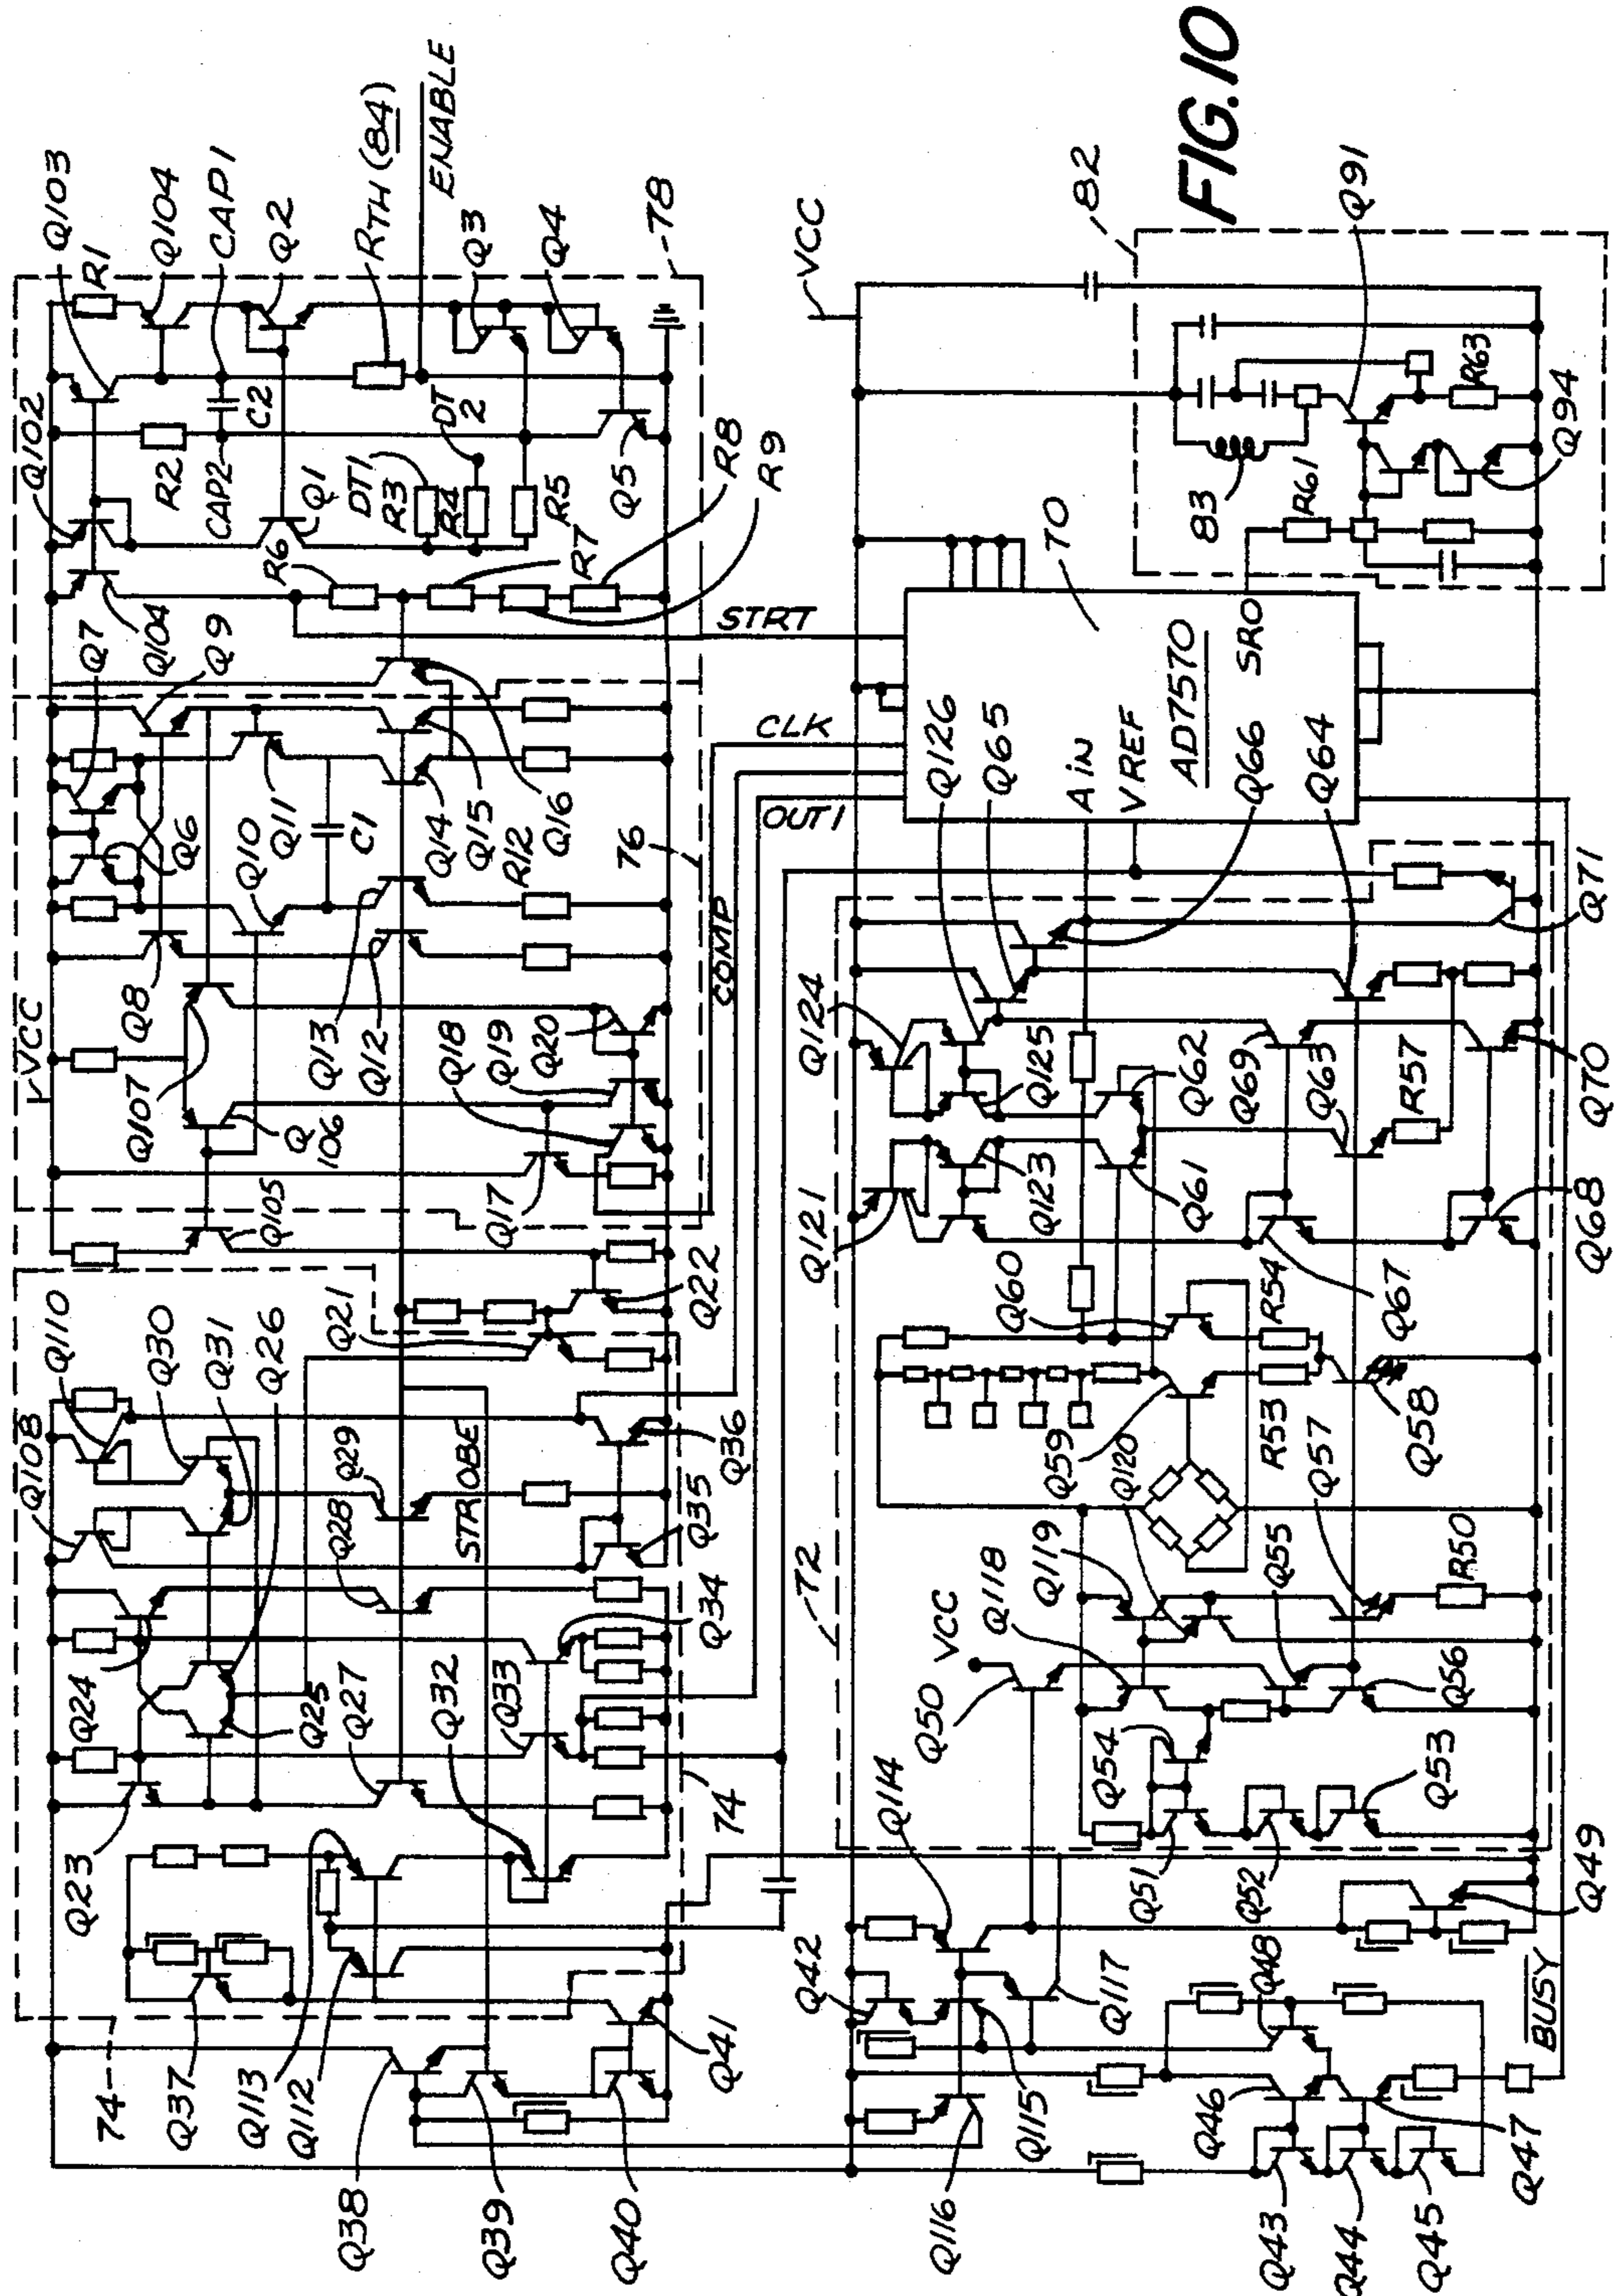 FIG.10
Q103
R1
Q104
CAP1
Q2
RTH (84)
ENABLE
Q3
Q4
78
Q102
R2
CAP2
C2
Q1
DT1
R3
DT
2
R4
R5
Q5
R6
R7
R8
R9
Q104
Q7
Q9
STRT
Q6
Q11
Q10
C1
Q14
Q15
Q16
R12
76
CLK
OUT1
COMP
VCC
Q8
Q107
Q
106
Q13
Q12
Q18
Q19
Q20
Q17
Q105
Q22
Q21
Q110
Q30
Q31
Q26
Q108
Q29
Q28
STROBE
Q36
Q35
Q34
Q24
Q25
Q27
Q32
Q33
Q23
74
74
Q37
Q113
Q112
Q41
Q38
Q39
Q40
VCC
82
Q91
83
R61
R63
Q94
70
SRO
AD7570
A IN
VREF
Q126
Q65
Q66
Q64
Q71
Q124
Q125
Q62
Q69
Q63
R57
Q70
Q121
Q123
Q61
Q68
Q60
R54
Q67
Q59
R53
Q58
Q120
Q57
72
Q119
Q118
Q55
R50
VCC
Q50
Q56
Q54
Q53
Q51
Q52
Q114
Q49
Q42
Q117
Q48
BUSY
Q115
Q46
Q47
Q116
Q43
Q44
Q45